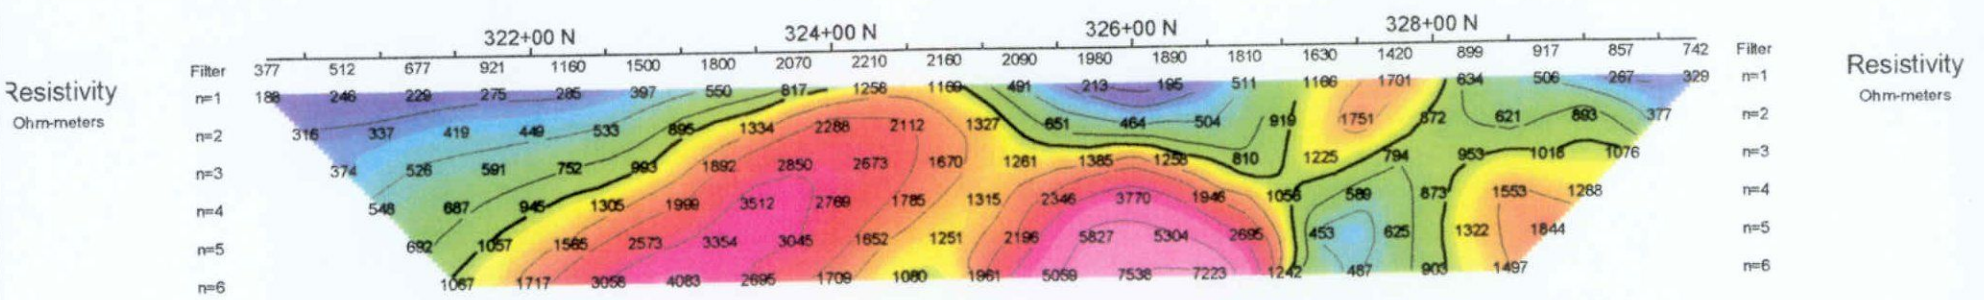 322+00 N 324+00 N 326+00 N 328+00 N
Filter 377 512 677 921 1160 1500 1800 2070 2210 2160 2090 1980 1890 1810 1630 1420 899 917 857 742 Filter
Resistivity n=1 188 246 229 275 285 397 550 817 1256 1169 491 213 195 511 1166 1701 634 506 267 329 n=1 Resistivity
Ohm-meters n=2 316 337 419 449 533 895 1334 2288 2112 1327 651 464 504 919 1751 872 621 893 377 n=2 Ohm-meters
n=3 374 526 591 752 993 1892 2850 2673 1670 1261 1385 1258 810 1225 794 953 1018 1076 n=3
n=4 548 687 945 1305 1999 3512 2769 1785 1315 2346 3770 1946 1056 589 873 1553 1288 n=4
n=5 692 1057 1565 2573 3354 3045 1652 1251 2196 5827 5304 2695 453 625 1322 1844 n=5
n=6 1067 1717 3058 4083 2695 1709 1080 1961 5059 7538 7223 1242 487 903 1497 n=6